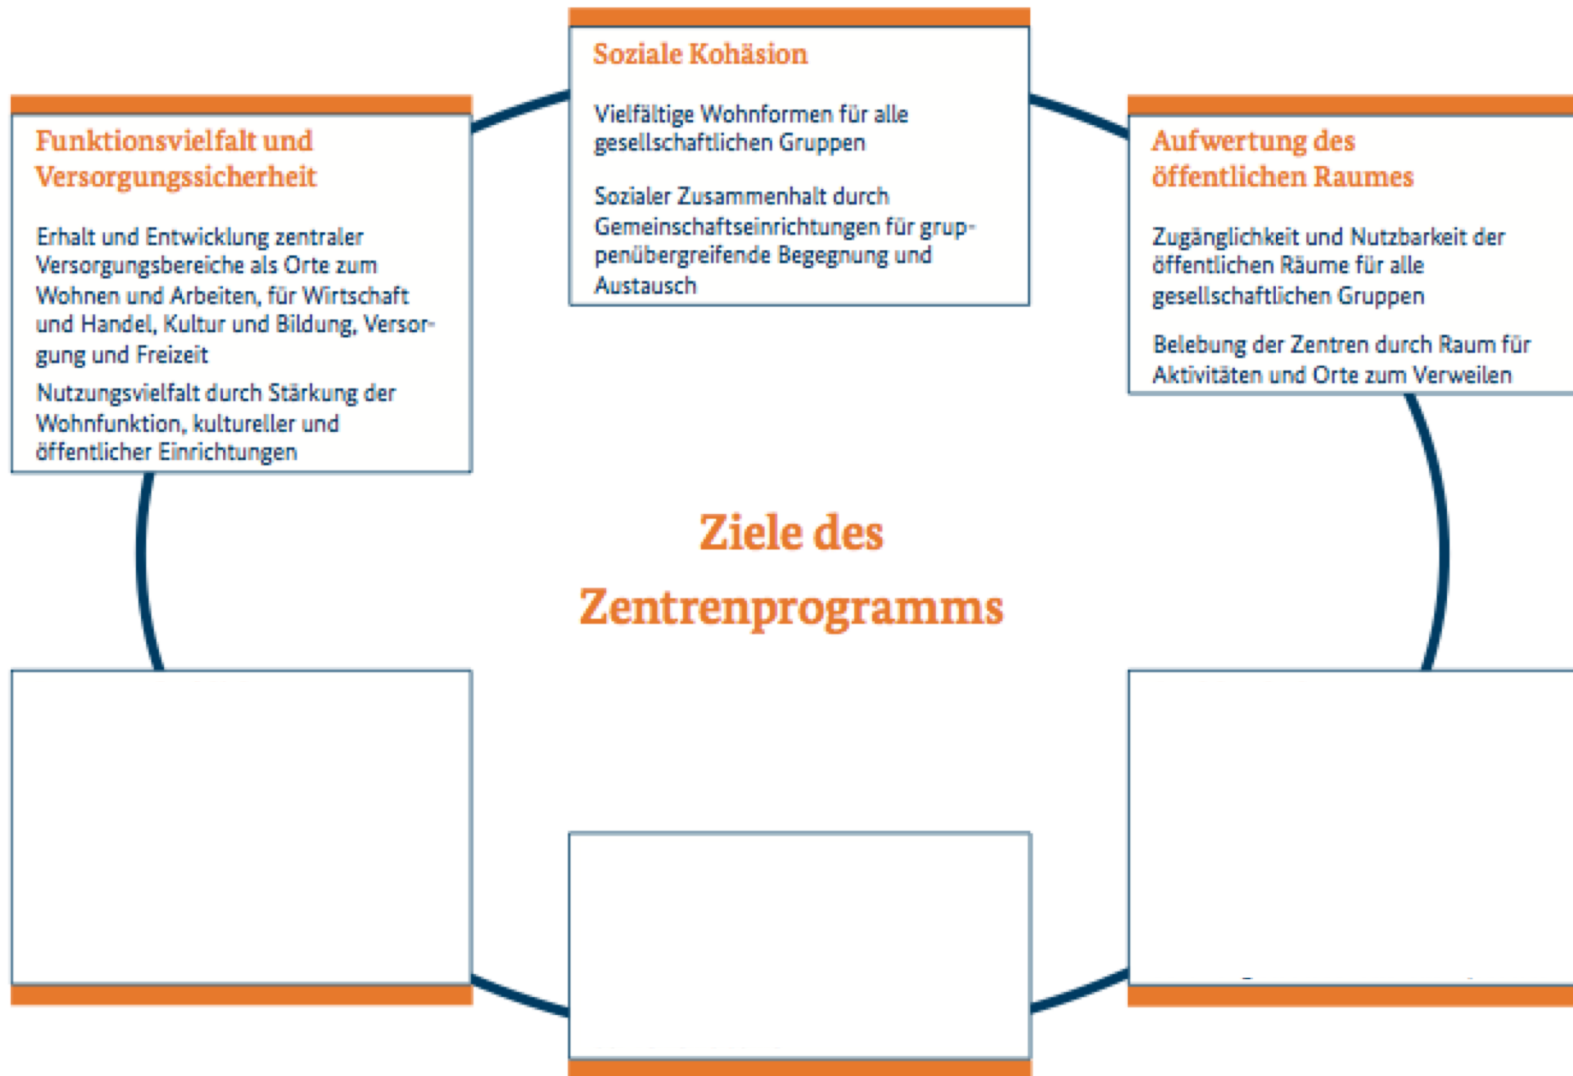 Soziale Kohäsion
Vielfältige Wohnformen für alle
gesellschaftlichen Gruppen
Sozialer Zusammenhalt durch
Gemeinschaftseinrichtungen für grup-
penübergreifende Begegnung und
Austausch
Funktionsvielfalt und
Versorgungssicherheit
Erhalt und Entwicklung zentraler
Versorgungsbereiche als Orte zum
Wohnen und Arbeiten, für Wirtschaft
und Handel, Kultur und Bildung, Versor-
gung und Freizeit
Nutzungsvielfalt durch Stärkung der
Wohnfunktion, kultureller und
öffentlicher Einrichtungen
Aufwertung des
öffentlichen Raumes
Zugänglichkeit und Nutzbarkeit der
öffentlichen Räume für alle
gesellschaftlichen Gruppen
Belebung der Zentren durch Raum für
Aktivitäten und Orte zum Verweilen
Ziele des
Zentrenprogramms